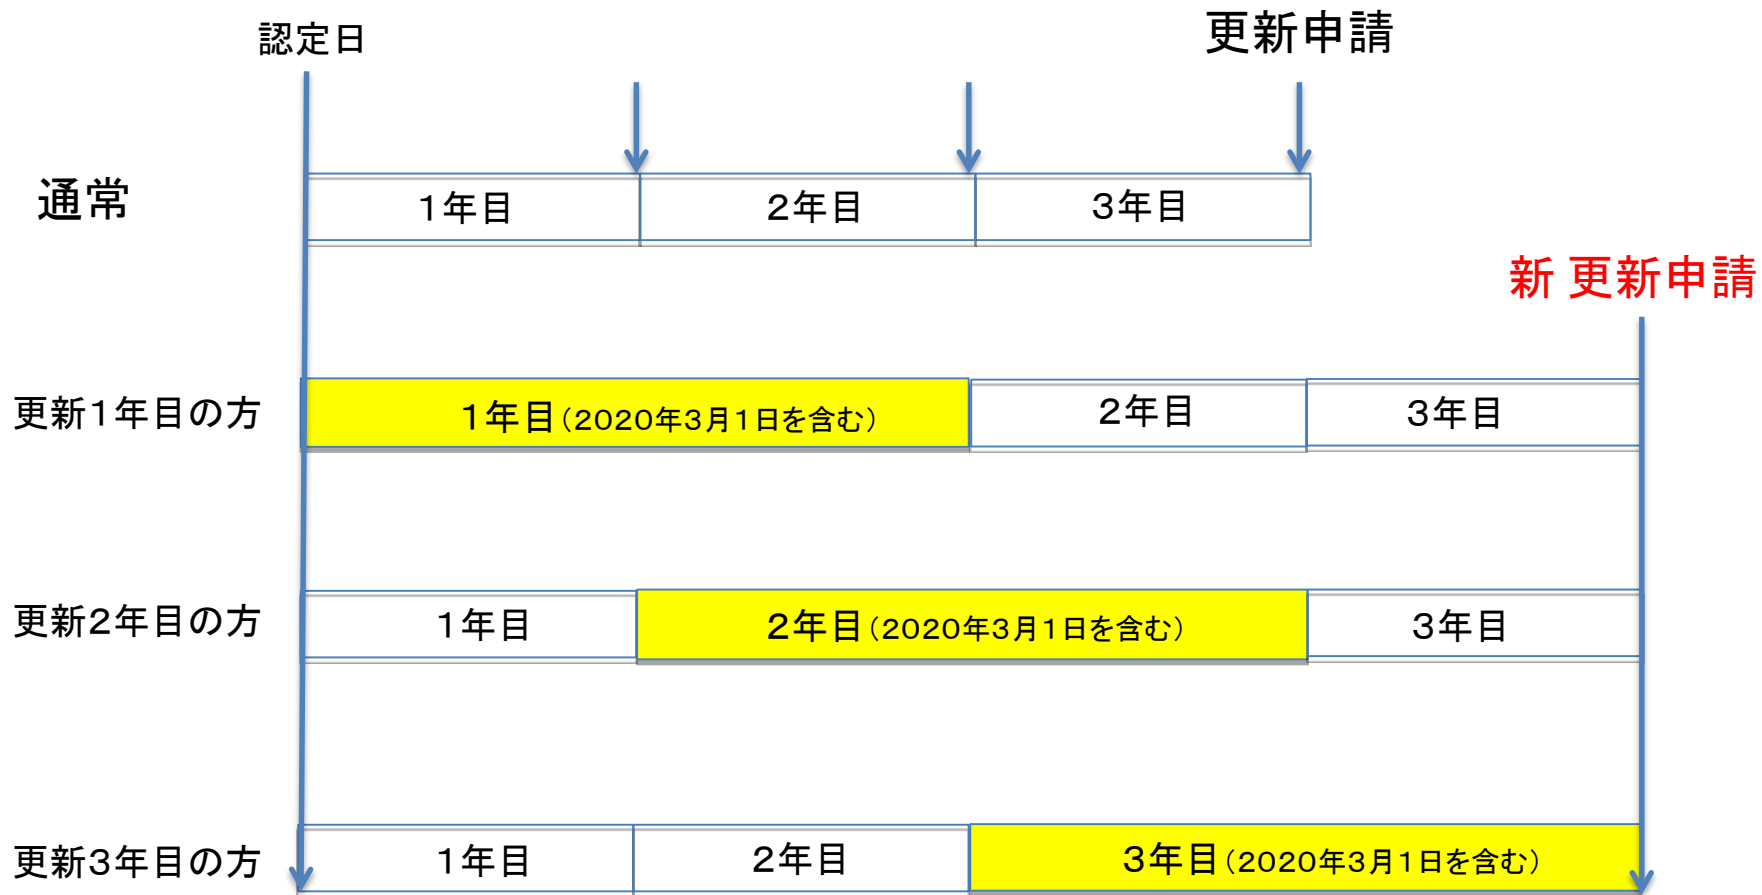 認定日
更新申請
通常
1年目 2年目 3年目
新 更新申請
更新1年目の方 1年目(2020年3月1日を含む) 2年目 3年目
更新2年目の方 1年目 2年目(2020年3月1日を含む) 3年目
更新3年目の方 1年目 2年目 3年目(2020年3月1日を含む)